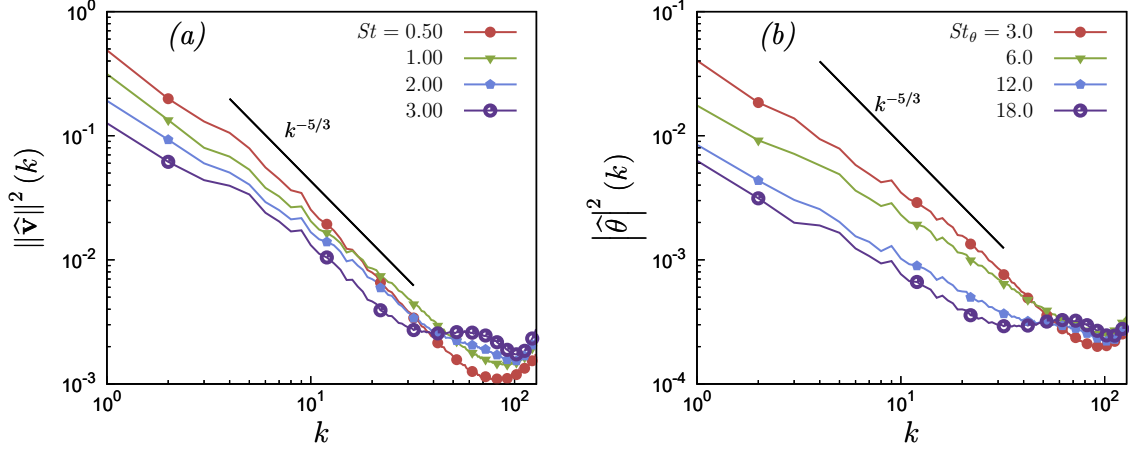 (a)
St = 0.50
1.00
2.00
3.00
k^{-5/3}
10^0
10^{-1}
10^{-2}
10^{-3}
‖v̂‖² (k)
10^0
10^1
10^2
k
(b)
St_θ = 3.0
6.0
12.0
18.0
k^{-5/3}
10^{-1}
10^{-2}
10^{-3}
10^{-4}
|θ̂|² (k)
10^0
10^1
10^2
k